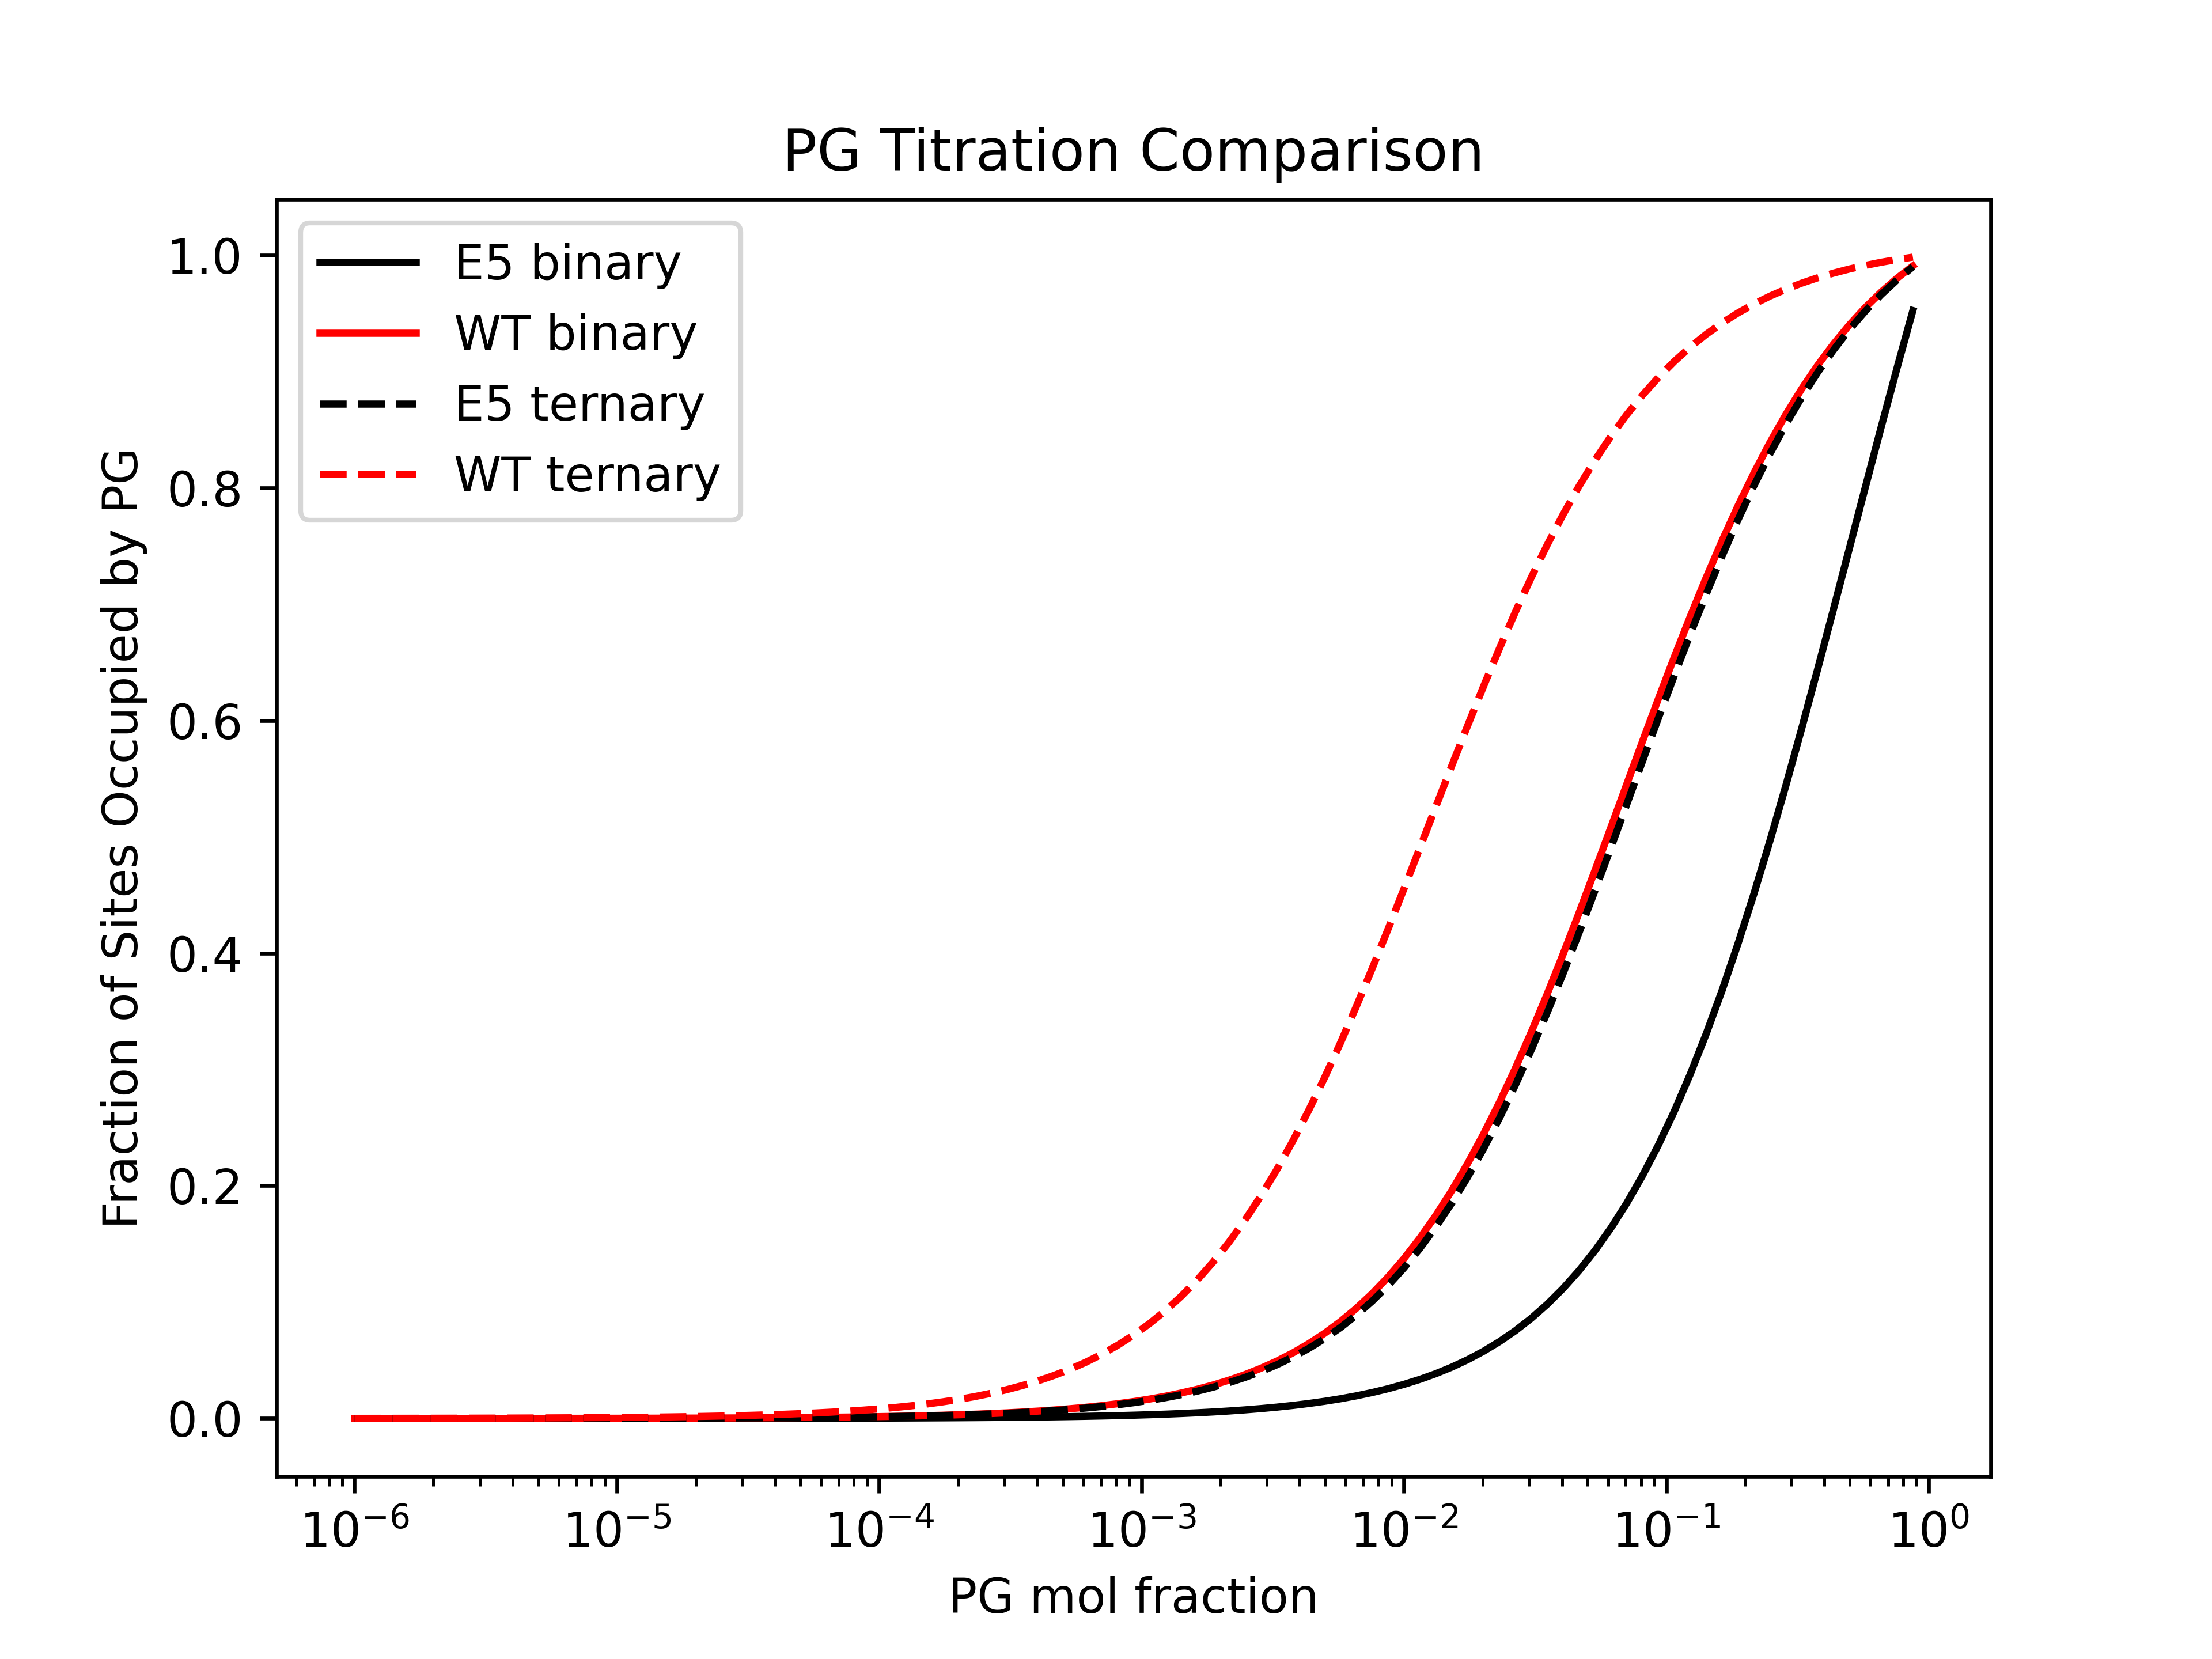 PG Titration Comparison
E5 binary
WT binary
E5 ternary
WT ternary
Fraction of Sites Occupied by PG
1.0
0.8
0.6
0.4
0.2
0.0
10⁻⁶ 10⁻⁵ 10⁻⁴ 10⁻³ 10⁻² 10⁻¹ 10⁰
PG mol fraction